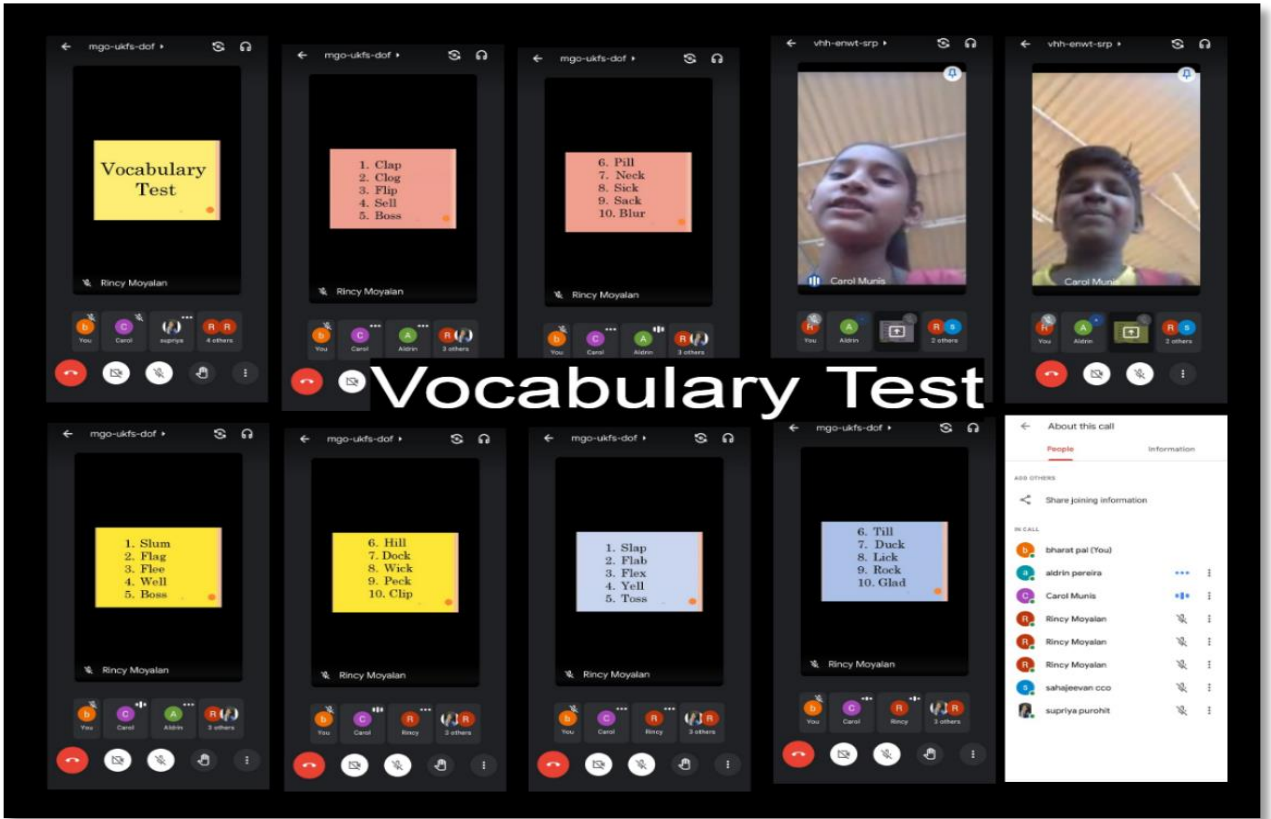 mgo-ukfs-dof
Vocabulary
Test
Rincy Moyalan
You
Carol
supriya
4 others
mgo-ukfs-dof
1. Clap
2. Clog
3. Flip
4. Sell
5. Boss
Rincy Moyalan
b
C
A
R
You
Carol
Aldrin
3 others
mgo-ukfs-dof
6. Pill
7. Neck
8. Sick
9. Sack
10. Blur
Rincy Moyalan
b
C
A
R
You
Carol
Aldrin
3 others
vhh-enwt-srp
Carol Munis
R
A
R
s
You
Aldrin
2 others
vhh-enwt-srp
Carol Munis
R
A
R
s
You
Aldrin
2 others
Vocabulary Test
mgo-ukfs-dof
1. Slum
2. Flag
3. Flee
4. Well
5. Boss
Rincy Moyalan
b
C
A
R
You
Carol
Aldrin
3 others
mgo-ukfs-dof
6. Hill
7. Dock
8. Wick
9. Peck
10. Clip
Rincy Moyalan
b
C
R
R
You
Carol
Rincy
3 others
mgo-ukfs-dof
1. Slap
2. Flab
3. Flex
4. Yell
5. Toss
Rincy Moyalan
b
C
R
R
You
Carol
Rincy
3 others
mgo-ukfs-dof
6. Till
7. Duck
8. Lick
9. Rock
10. Glad
Rincy Moyalan
b
C
R
R
You
Carol
Rincy
3 others
About this call
People
Information
ADD OTHERS
Share joining information
IN CALL
b bharat pal (You)
a aldrin pereira
C Carol Munis
R Rincy Moyalan
R Rincy Moyalan
R Rincy Moyalan
s sahajeevan cco
supriya purohit